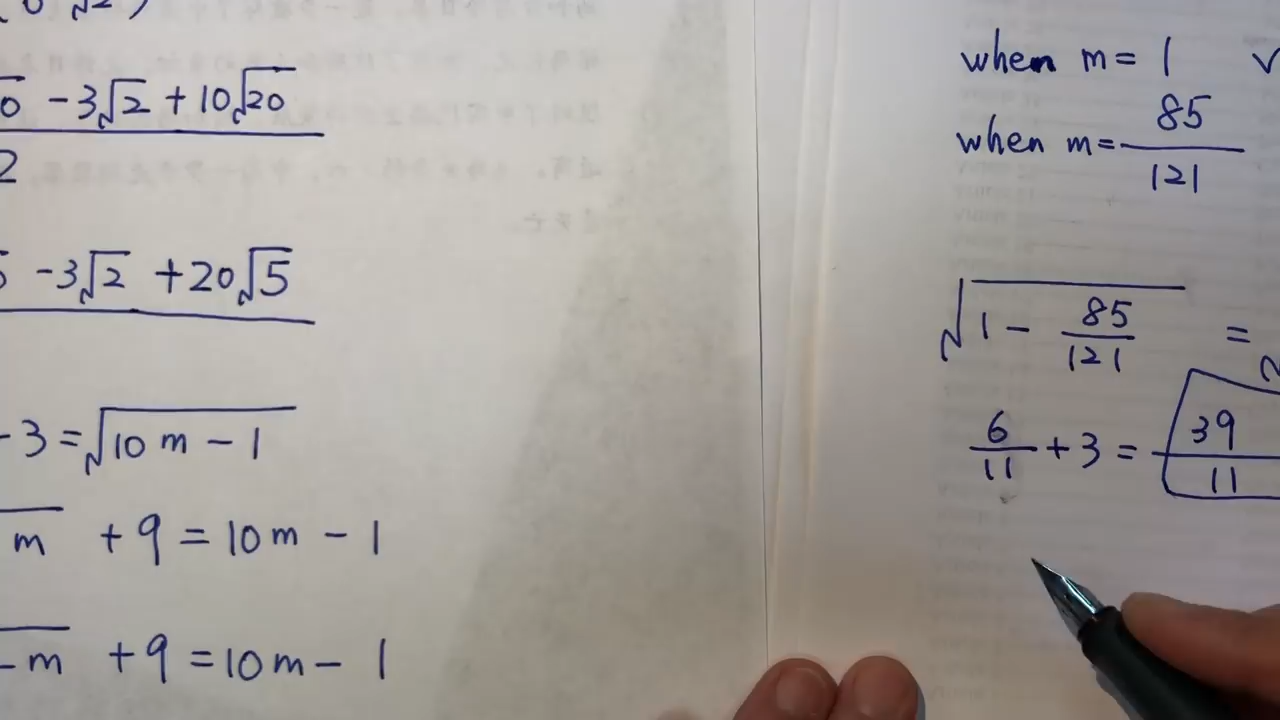 0 - 3√2 + 10√20
2
- 3√2 + 20√5
- 3 = √(10m - 1)
m + 9 = 10m - 1
-m + 9 = 10m - 1
when m = 1 √
when m = 85/121
√(1 - 85/121) =
6/11 + 3 = 39/11